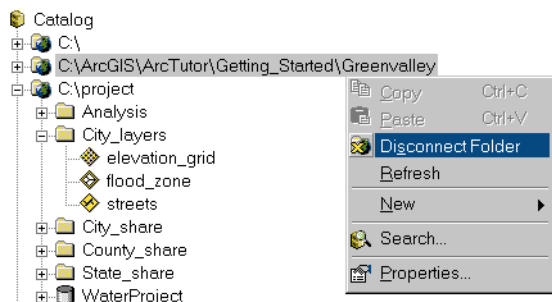 Catalog
C:\
C:\ArcGIS\ArcTutor\Getting_Started\Greenvalley
C:\project
Analysis
City_layers
elevation_grid
flood_zone
streets
City_share
County_share
State_share
WaterProject
Copy Ctrl+C
Paste Ctrl+V
Disconnect Folder
Refresh
New
Search...
Properties...